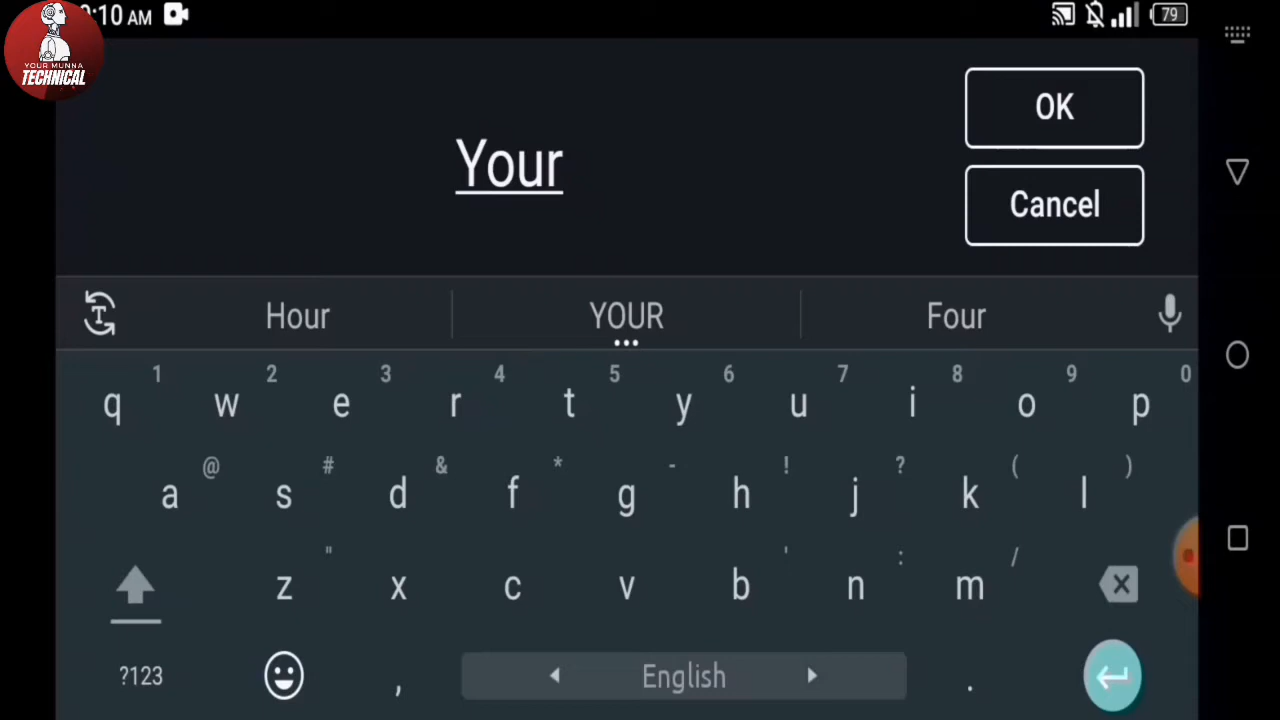 :10 AM
79
YOUR MUNNA
TECHNICAL
OK
Your
Cancel
Hour YOUR Four
1 2 3 4 5 6 7 8 9 0
q w e r t y u i o p
@ # & * - ! ? ( )
a s d f g h j k l
" ' : /
z x c v b n m
?123 , English .